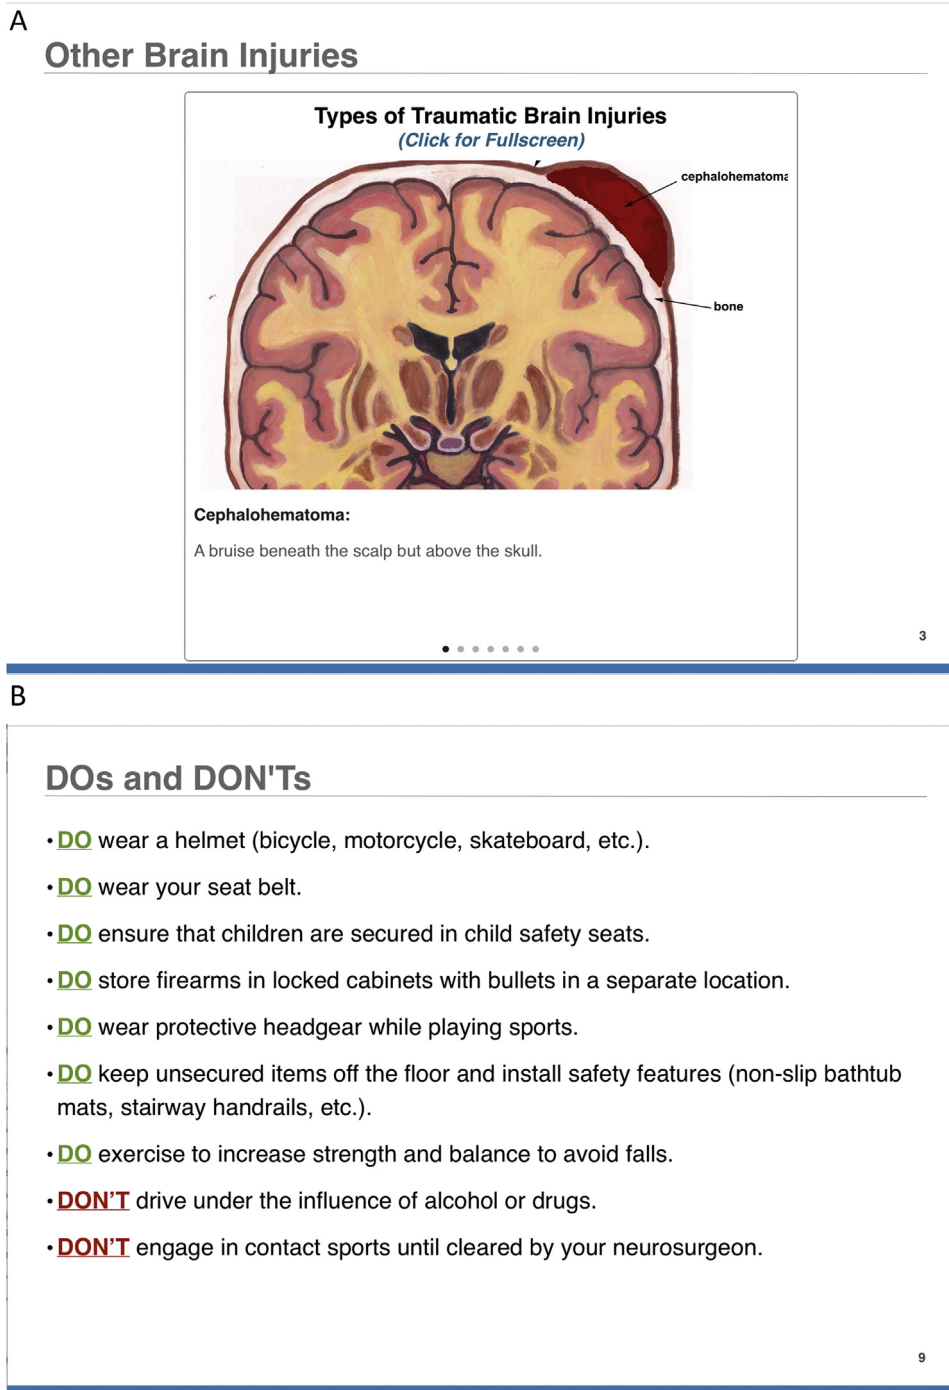 A
Other Brain Injuries
Types of Traumatic Brain Injuries
(Click for Fullscreen)
cephalohematoma
bone
Cephalohematoma:
A bruise beneath the scalp but above the skull.
3
B
DOs and DON'Ts
• DO wear a helmet (bicycle, motorcycle, skateboard, etc.).
• DO wear your seat belt.
• DO ensure that children are secured in child safety seats.
• DO store firearms in locked cabinets with bullets in a separate location.
• DO wear protective headgear while playing sports.
• DO keep unsecured items off the floor and install safety features (non-slip bathtub
mats, stairway handrails, etc.).
• DO exercise to increase strength and balance to avoid falls.
• DON’T drive under the influence of alcohol or drugs.
• DON’T engage in contact sports until cleared by your neurosurgeon.
9